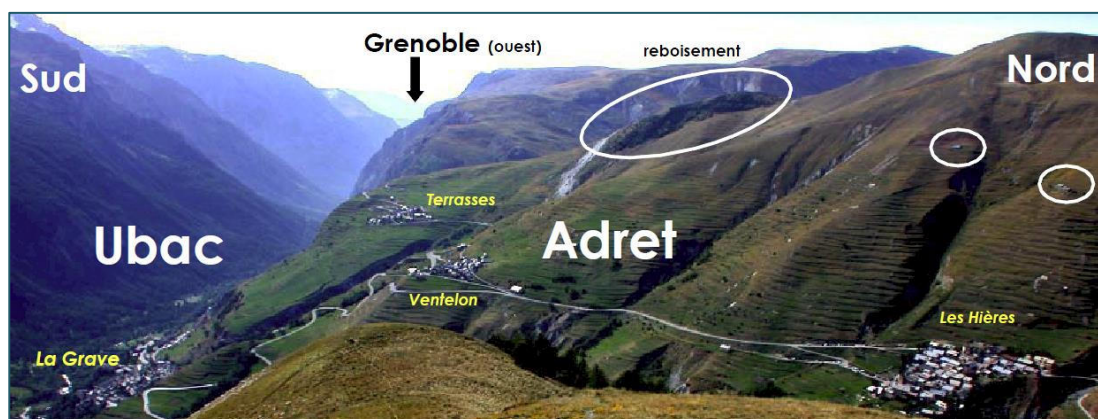 Sud
Grenoble (ouest)
reboisement
Nord
Terrasses
Ubac
Adret
Ventelon
La Grave
Les Hières